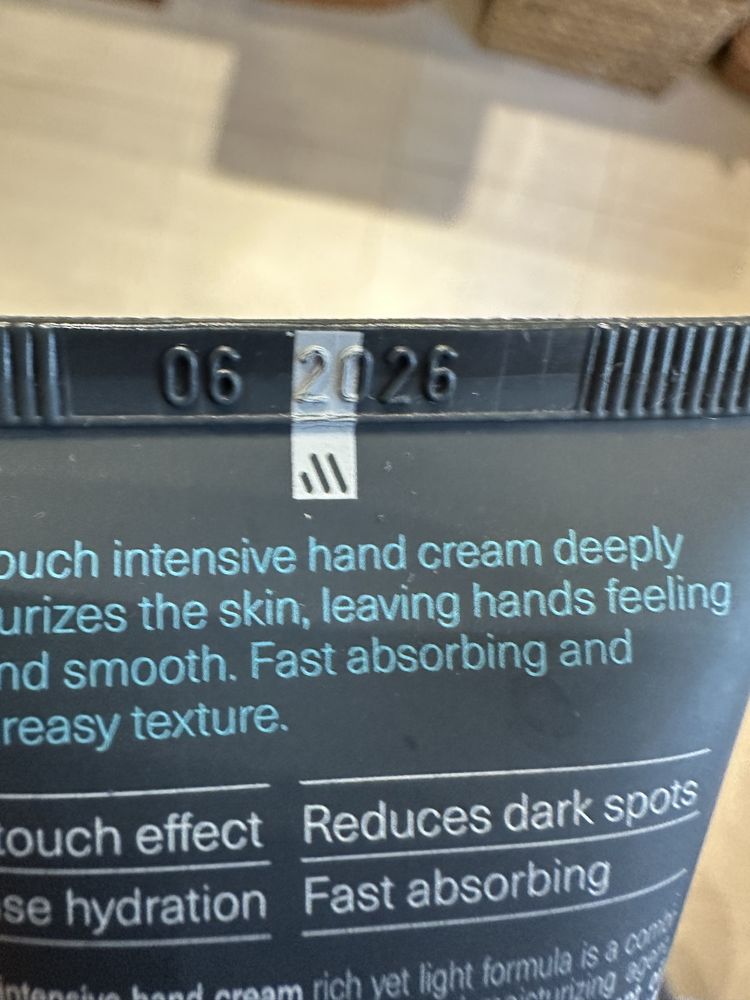 06 2026
ouch intensive hand cream deeply
urizes the skin, leaving hands feeling
nd smooth. Fast absorbing and
reasy texture.
touch effect Reduces dark spots
se hydration Fast absorbing
intensive hand cream rich yet light formula is a